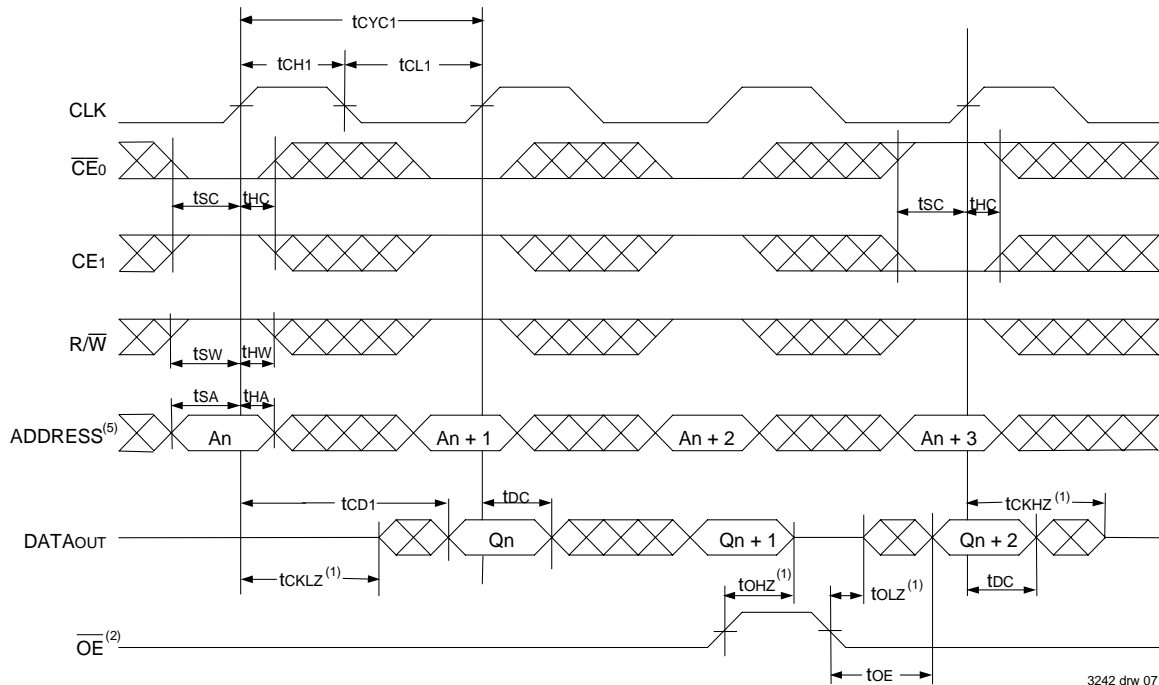 tCYC1
tCH1 tCL1
CLK
CE0
tSC tHC tSC tHC
CE1
R/W
tSW tHW
tSA tHA
ADDRESS(5) An An + 1 An + 2 An + 3
tCD1 tDC tCKHZ(1)
DATAOUT Qn Qn + 1 Qn + 2
tCKLZ(1) tOHZ(1) tOLZ(1) tDC
OE(2)
tOE
3242 drw 07